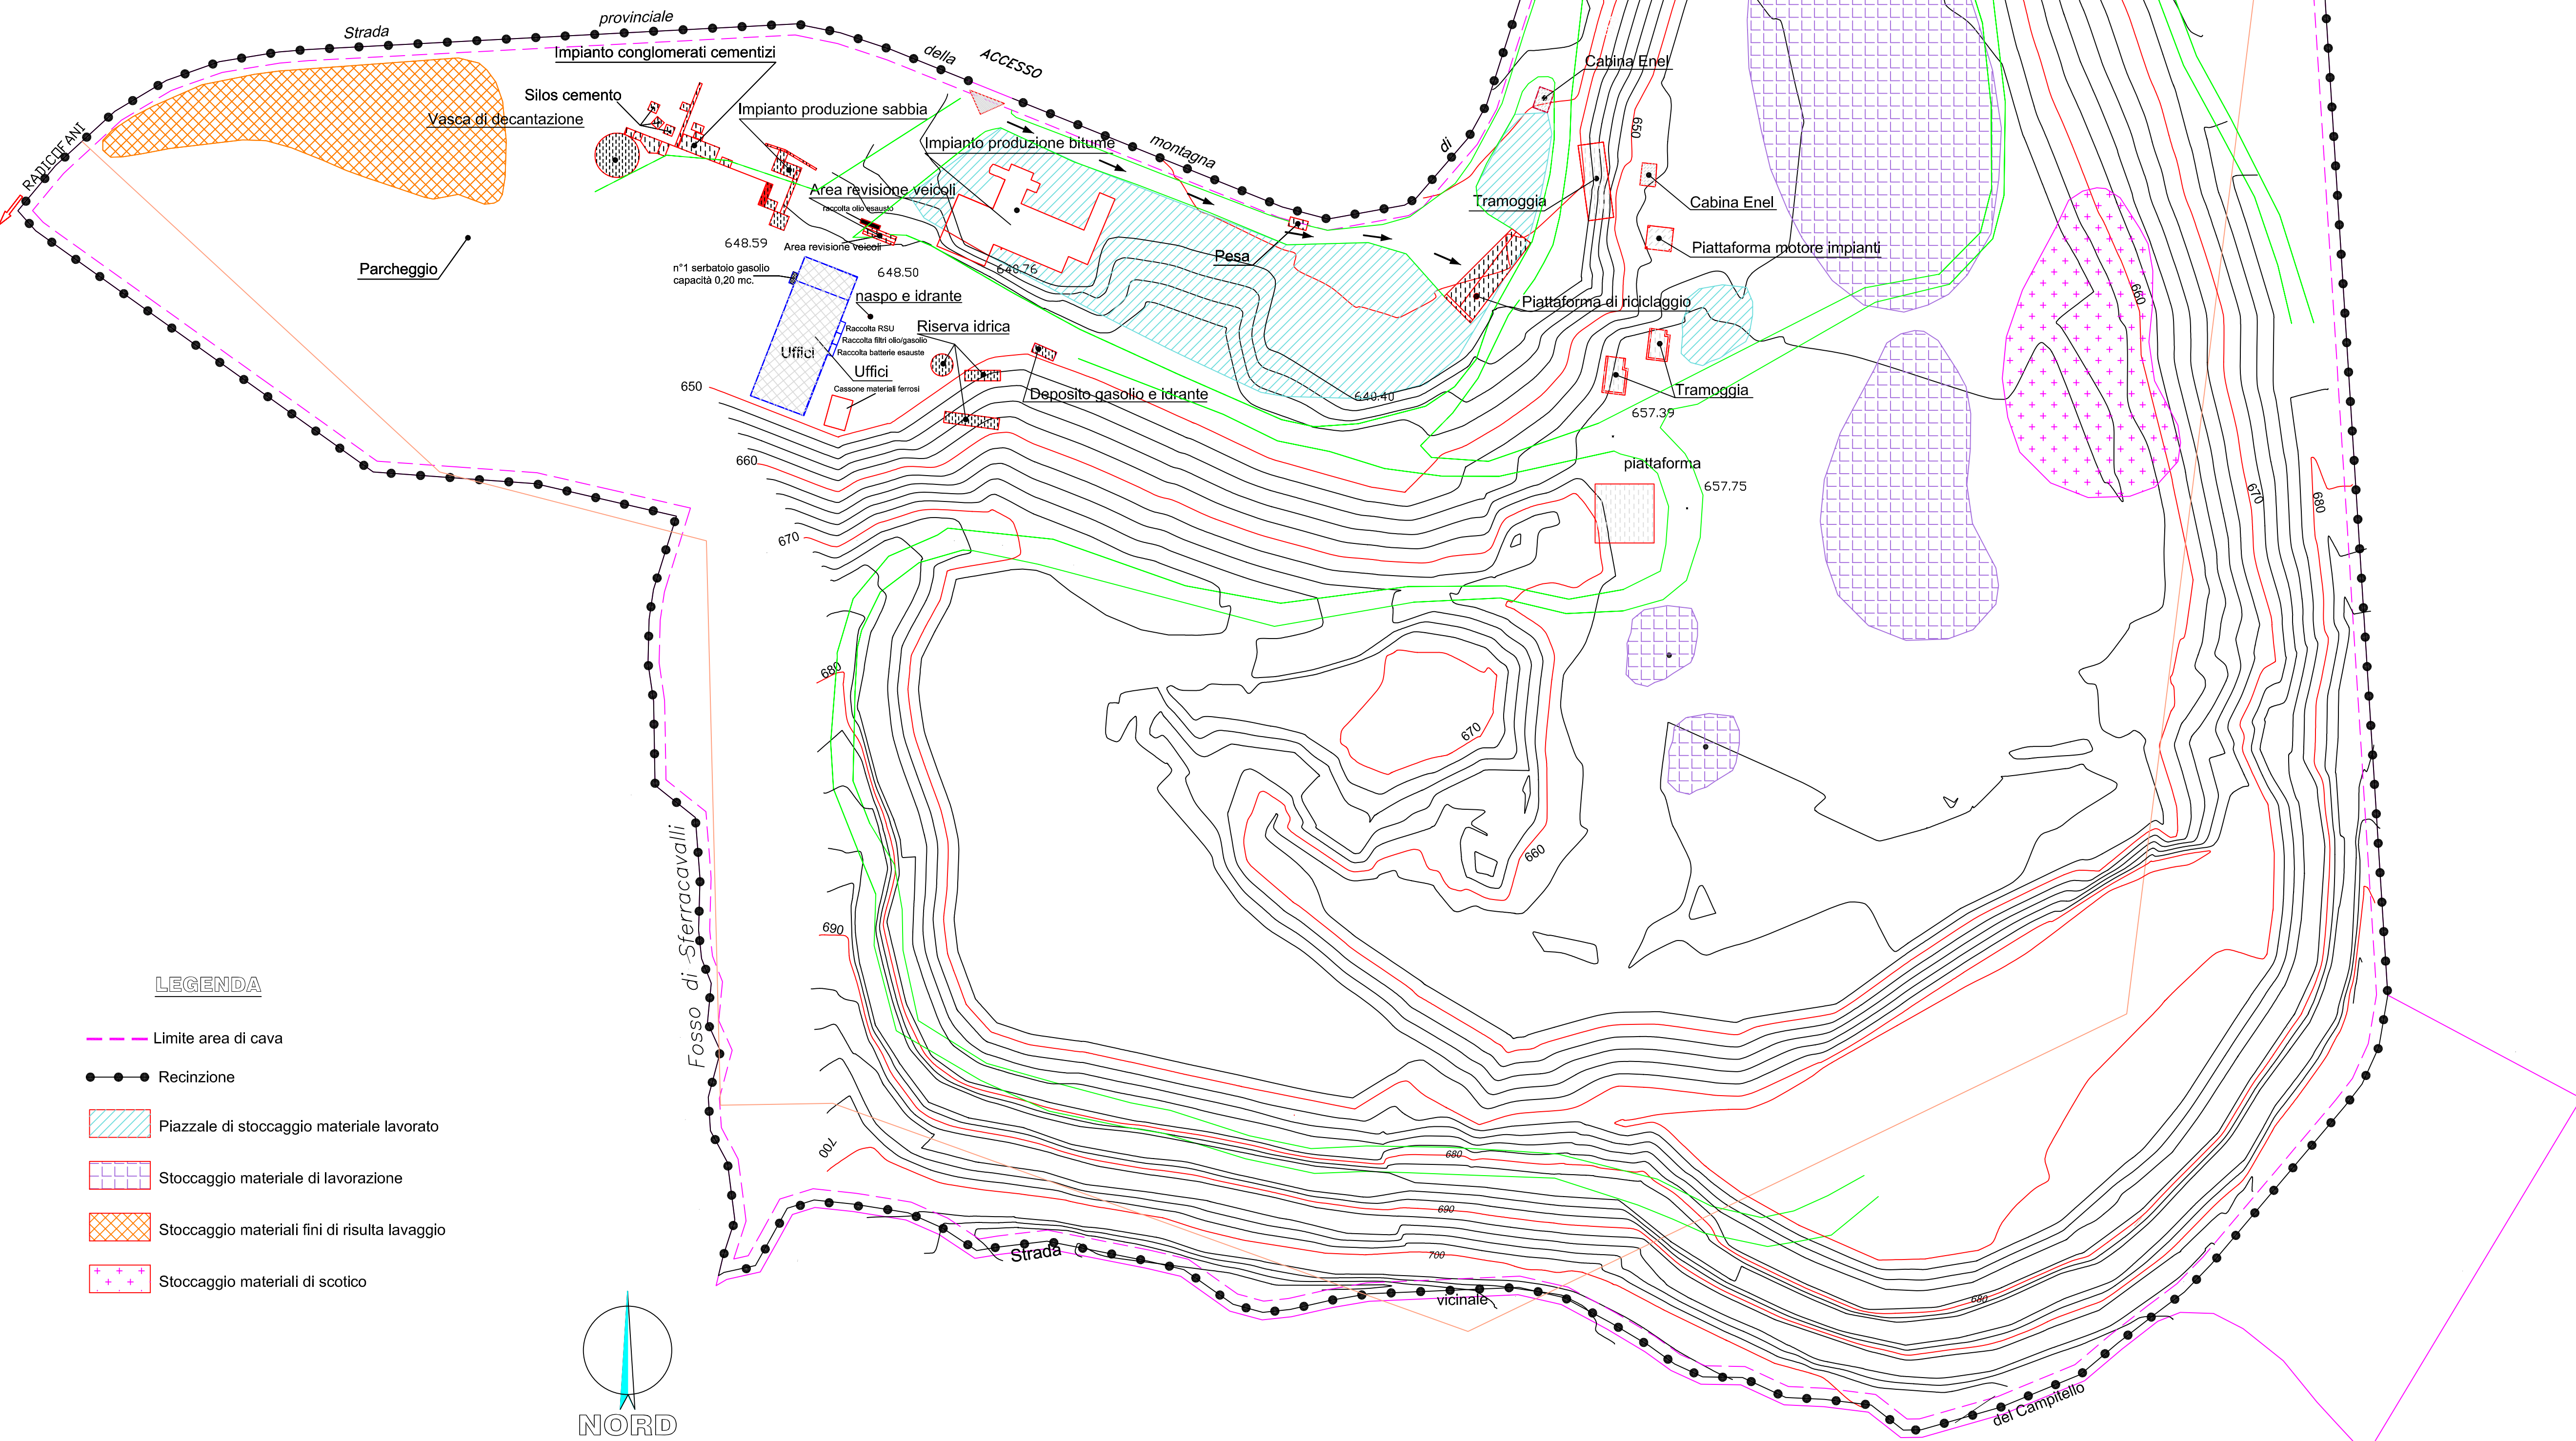 Strada
provinciale
della
ACCESSO
montagna
di
RADICOFANI
Impianto conglomerati cementizi
Silos cemento
Vasca di decantazione
Impianto produzione sabbia
Impianto produzione bitume
Area revisione veicoli
raccolta olio esausto
Area revisione veicoli
Cabina Enel
650
Tramoggia
Cabina Enel
Piattaforma motore impianti
Pesa
Parcheggio
648.59
n°1 serbatoio gasolio
capacità 0,20 mc.
648.50
640.76
naspo e idrante
Piattaforma di riciclaggio
Raccolta RSU
Riserva idrica
Raccolta filtri olio/gasolio
Uffici
Raccolta batterie esauste
Uffici
Cassone materiali ferrosi
650
Deposito gasolio e idrante
640.40
Tramoggia
657.39
660
660
piattaforma
657.75
670
680
670
680
670
660
690
Fosso di Sferracavalli
700
680
690
700
680
Strada
vicinale
del Campitello
LEGENDA
Limite area di cava
Recinzione
Piazzale di stoccaggio materiale lavorato
Stoccaggio materiale di lavorazione
Stoccaggio materiali fini di risulta lavaggio
Stoccaggio materiali di scotico
NORD